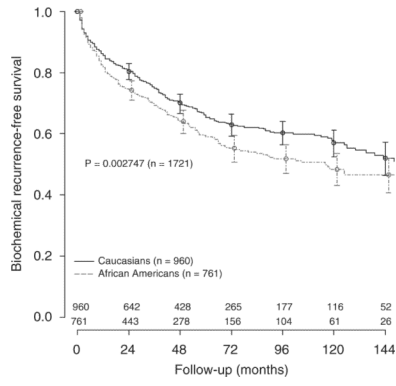 Biochemical recurrence-free survival
1.0
0.8
0.6
0.4
0.2
0.0
P = 0.002747 (n = 1721)
Caucasians (n = 960)
African Americans (n = 761)
960 642 428 265 177 116 52
761 443 278 156 104 61 26
0 24 48 72 96 120 144
Follow-up (months)